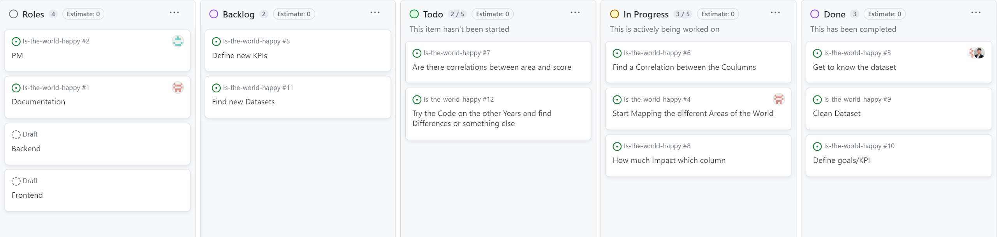 Roles 4 Estimate: 0
Is-the-world-happy #2
PM
Is-the-world-happy #1
Documentation
Draft
Backend
Draft
Frontend
Backlog 2 Estimate: 0
Is-the-world-happy #5
Define new KPIs
Is-the-world-happy #11
Find new Datasets
Todo 2 / 5 Estimate: 0
This item hasn't been started
Is-the-world-happy #7
Are there correlations between area and score
Is-the-world-happy #12
Try the Code on the other Years and find
Differences or something else
In Progress 3 / 5 Estimate: 0
This is actively being worked on
Is-the-world-happy #6
Find a Correlation between the Coulumns
Is-the-world-happy #4
Start Mapping the different Areas of the World
Is-the-world-happy #8
How much Impact which column
Done 3 Estimate: 0
This has been completed
Is-the-world-happy #3
Get to know the dataset
Is-the-world-happy #9
Clean Dataset
Is-the-world-happy #10
Define goals/KPI